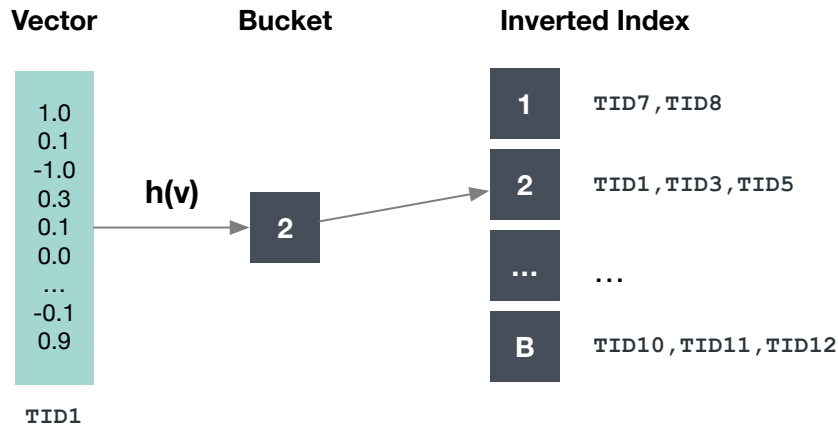 Vector
Bucket
Inverted Index
1.0
0.1
-1.0
0.3
0.1
0.0
...
-0.1
0.9
TID1
h(v)
2
1 TID7,TID8
2 TID1,TID3,TID5
... ...
B TID10,TID11,TID12